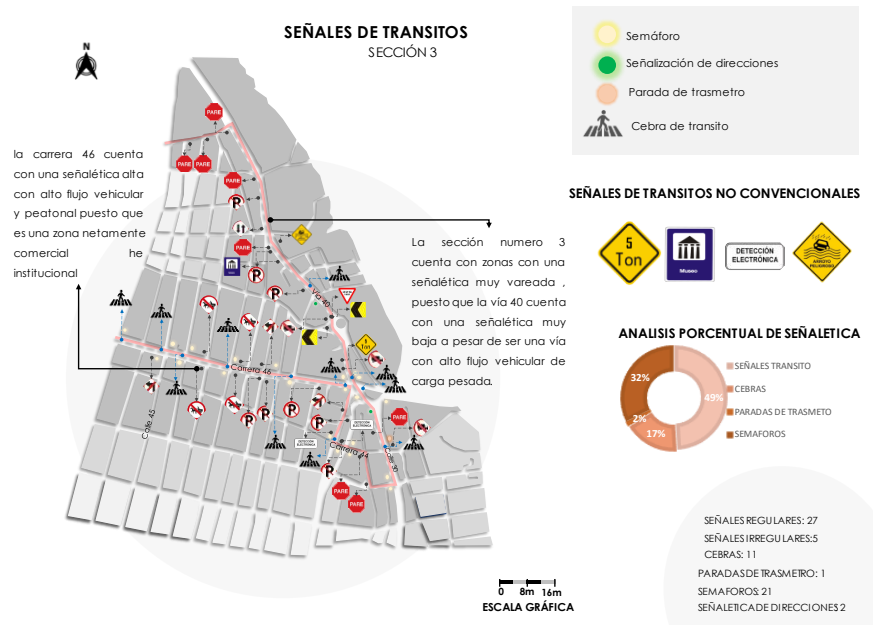 SEÑALES DE TRANSITOS
SECCIÓN 3
N
Semáforo
Señalización de direcciones
Parada de trasmetro
Cebra de transito
la carrera 46 cuenta
con una señalética alta
con alto flujo vehicular
y peatonal puesto que
es una zona netamente
comercial he
institucional
La sección numero 3
cuenta con zonas con una
señalética muy vareada ,
puesto que la vía 40 cuenta
con una señalética muy
baja a pesar de ser una vía
con alto flujo vehicular de
carga pesada.
PARE
PARE
PARE
PARE
PARE
Vía 40
5
Ton
Carrera 46
Calle 45
PARE
DETECCIÓN
ELECTRÓNICA
DETECCIÓN
ELECTRÓNICA
Carrera 44
Calle 30
PARE
PARE
SEÑALES DE TRANSITOS NO CONVENCIONALES
5
Ton
Museo
DETECCIÓN
ELECTRÓNICA
ARROYO
PELIGROSO
ANALISIS PORCENTUAL DE SEÑALETICA
32%
49%
2%
17%
SEÑALES TRANSITO
CEBRAS
PARADAS DE TRASMETO
SEMAFOROS
SEÑALES REGULARES: 27
SEÑALES IRREGULARES:5
CEBRAS: 11
PARADAS DE TRASMETRO: 1
SEMAFOROS: 21
SEÑALETICA DE DIRECCIONES 2
0 8m 16m
ESCALA GRÁFICA